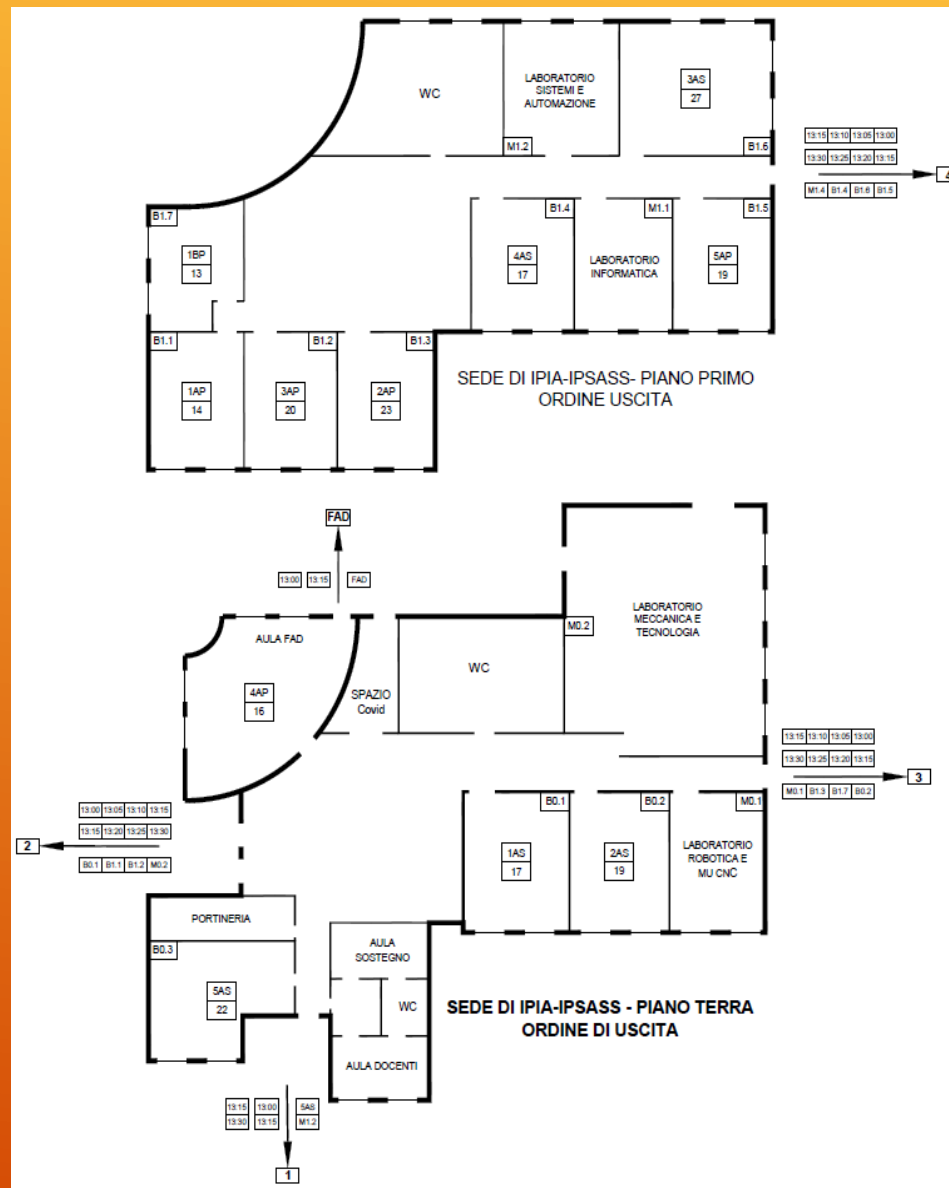 LABORATORIO
SISTEMI E
AUTOMAZIONE
WC
3AS
27
M1.2
B1.6
13:15 13:10 13:05 13:00
13:30 13:25 13:20 13:15
M1.4 B1.4 B1.6 B1.5
4
B1.7
B1.4
M1.1
B1.5
1BP
13
4AS
17
LABORATORIO
INFORMATICA
5AP
19
B1.1
B1.2
B1.3
1AP
14
3AP
20
2AP
23
SEDE DI IPIA-IPSASS- PIANO PRIMO
ORDINE USCITA
FAD
13:00 13:15 FAD
AULA FAD
4AP
16
SPAZIO
Covid
WC
M0.2
LABORATORIO
MECCANICA E
TECNOLOGIA
13:15 13:10 13:05 13:00
13:30 13:25 13:20 13:15
M0.1 B1.3 B1.7 B0.2
3
13:00 13:05 13:10 13:15
13:15 13:20 13:25 13:30
B0.1 B1.1 B1.2 M0.2
2
B0.1
B0.2
M0.1
1AS
17
2AS
19
LABORATORIO
ROBOTICA E
MU CNC
PORTINERIA
B0.3
5AS
22
AULA
SOSTEGNO
WC
AULA DOCENTI
SEDE DI IPIA-IPSASS - PIANO TERRA
ORDINE DI USCITA
13:15 13:00 5AS
13:30 13:15 M1.2
1